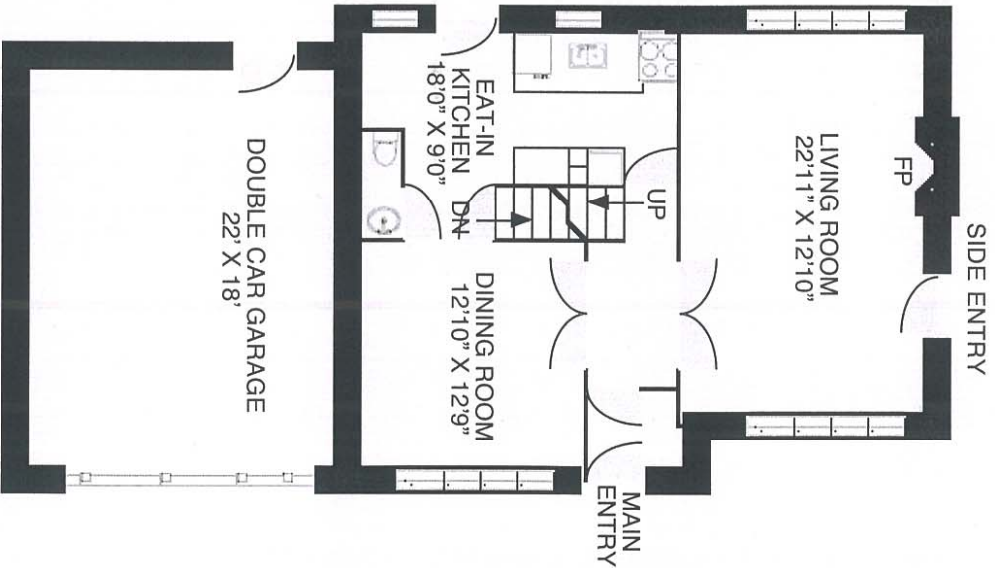 SIDE ENTRY
FP
LIVING ROOM
22'11" X 12'10"
UP
MAIN
ENTRY
EAT-IN
KITCHEN
18'0" X 9'0"
DN
DINING ROOM
12'10" X 12'9"
DOUBLE CAR GARAGE
22' X 18'